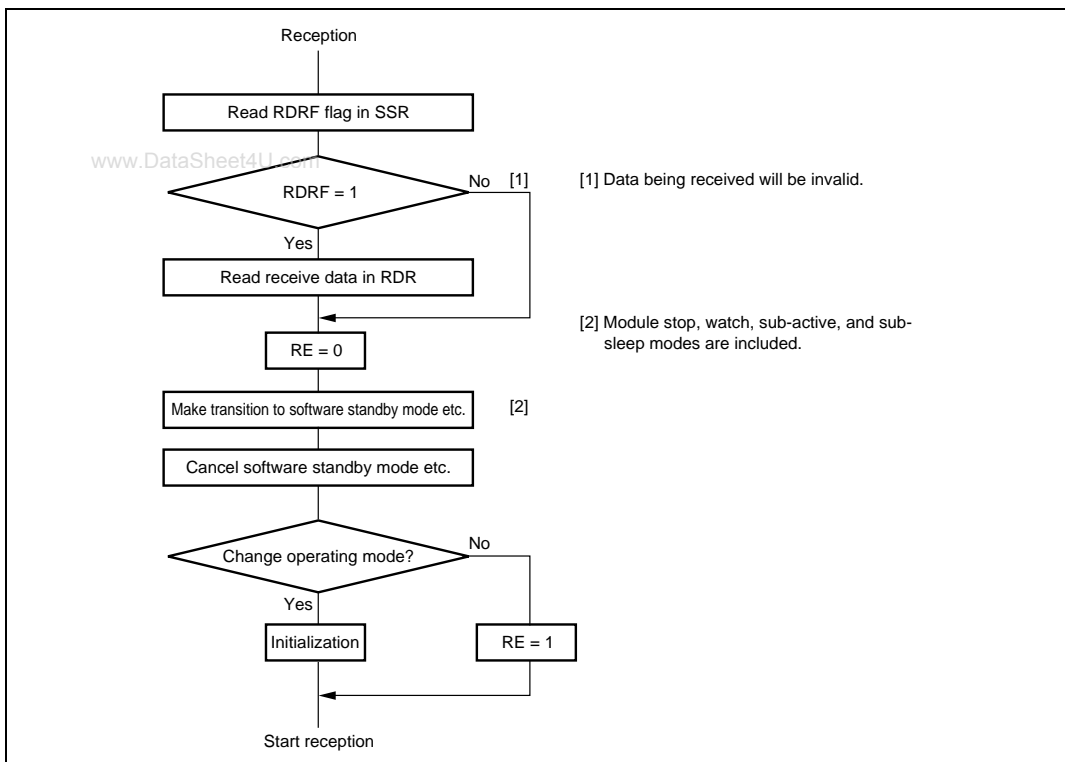 Reception
Read RDRF flag in SSR
www.DataSheet4U.com
RDRF = 1
No [1]
[1] Data being received will be invalid.
Yes
Read receive data in RDR
[2] Module stop, watch, sub-active, and sub-
sleep modes are included.
RE = 0
Make transition to software standby mode etc. [2]
Cancel software standby mode etc.
Change operating mode?
No
Yes
Initialization
RE = 1
Start reception